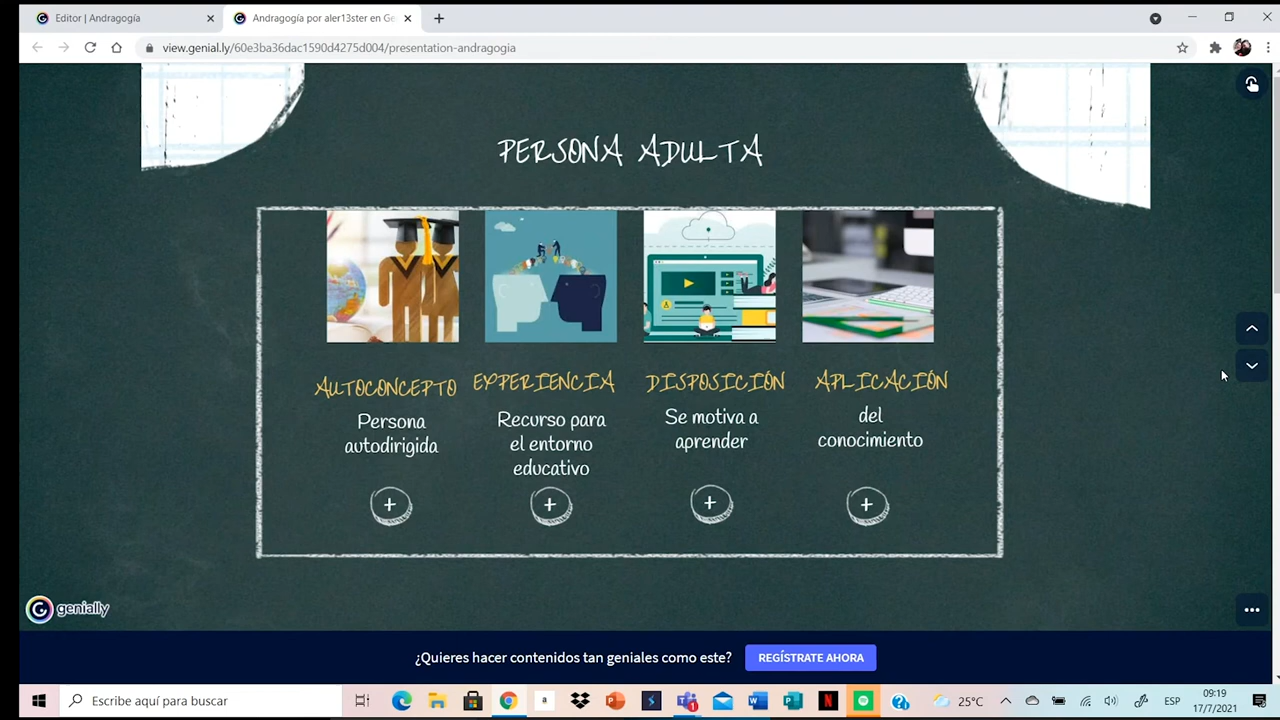 Editor | Andragogía
Andragogía por aler13ster en Ge
view.genial.ly/60e3ba36dac1590d4275d004/presentation-andragogia
PERSONA ADULTA
AUTOCONCEPTO
Persona
autodirigida
EXPERIENCIA
Recurso para
el entorno
educativo
DISPOSICIÓN
Se motiva a
aprender
APLICACIÓN
del
conocimiento
genially
¿Quieres hacer contenidos tan geniales como este?
REGÍSTRATE AHORA
Escribe aquí para buscar
25°C
ESP
09:19
17/7/2021